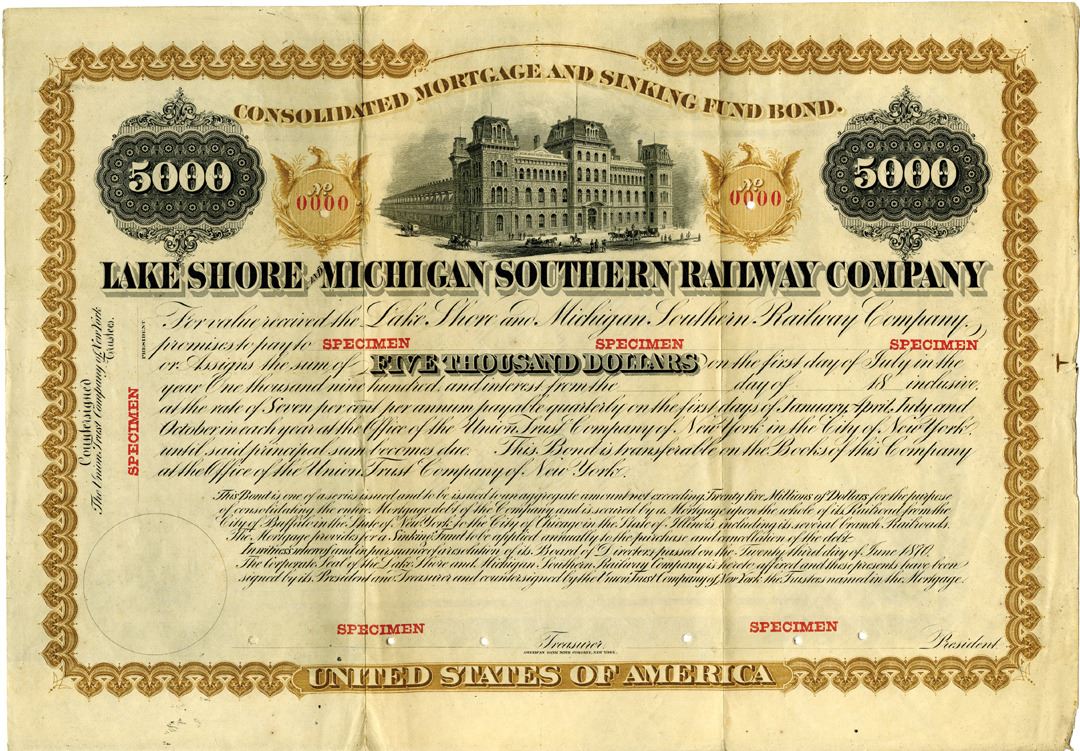 CONSOLIDATED MORTGAGE AND SINKING FUND BOND.
5000
No
0000
No
0000
5000
LAKE SHORE AND MICHIGAN SOUTHERN RAILWAY COMPANY
For value received the Lake Shore and Michigan Southern Railway Company,
promises to pay to SPECIMEN SPECIMEN SPECIMEN
or Assigns the sum of FIVE THOUSAND DOLLARS on the first day of July in the
year One thousand nine hundred, and interest from the day of 18 inclusive,
at the rate of Seven per cent per annum payable quarterly on the first days of January, April, July and
October in each year at the Office of the Union Trust Company of New York in the City of New York,
until said principal sum becomes due. This Bond is transferable on the Books of this Company
at the Office of the Union Trust Company of New York.
This Bond is one of a series issued and to be issued to an aggregate amount not exceeding Twenty five Millions of Dollars for the purpose
of consolidating the entire Mortgage debt of the Company and is secured by a Mortgage upon the whole of its Railroad from the
City of Buffalo in the State of New York to the City of Chicago in the State of Illinois including its several branch Railroads.
The Mortgage provides for a Sinking Fund to be applied annually to the purchase and cancellation of the debt.
In witness whereof and in pursuance of a resolution of its Board of Directors passed on the Twenty third day of June 1870.
The Corporate Seal of the Lake Shore and Michigan Southern Railway Company is hereto affixed and these presents have been
signed by its President and Treasurer and countersigned by the Union Trust Company of New York the Trustees named in the Mortgage.
Countersigned
The Union Trust Company of New York
Trustees.
PRESIDENT
SPECIMEN
SPECIMEN
SPECIMEN
Treasurer.
President.
AMERICAN BANK NOTE COMPANY, NEW YORK.
UNITED STATES OF AMERICA
T